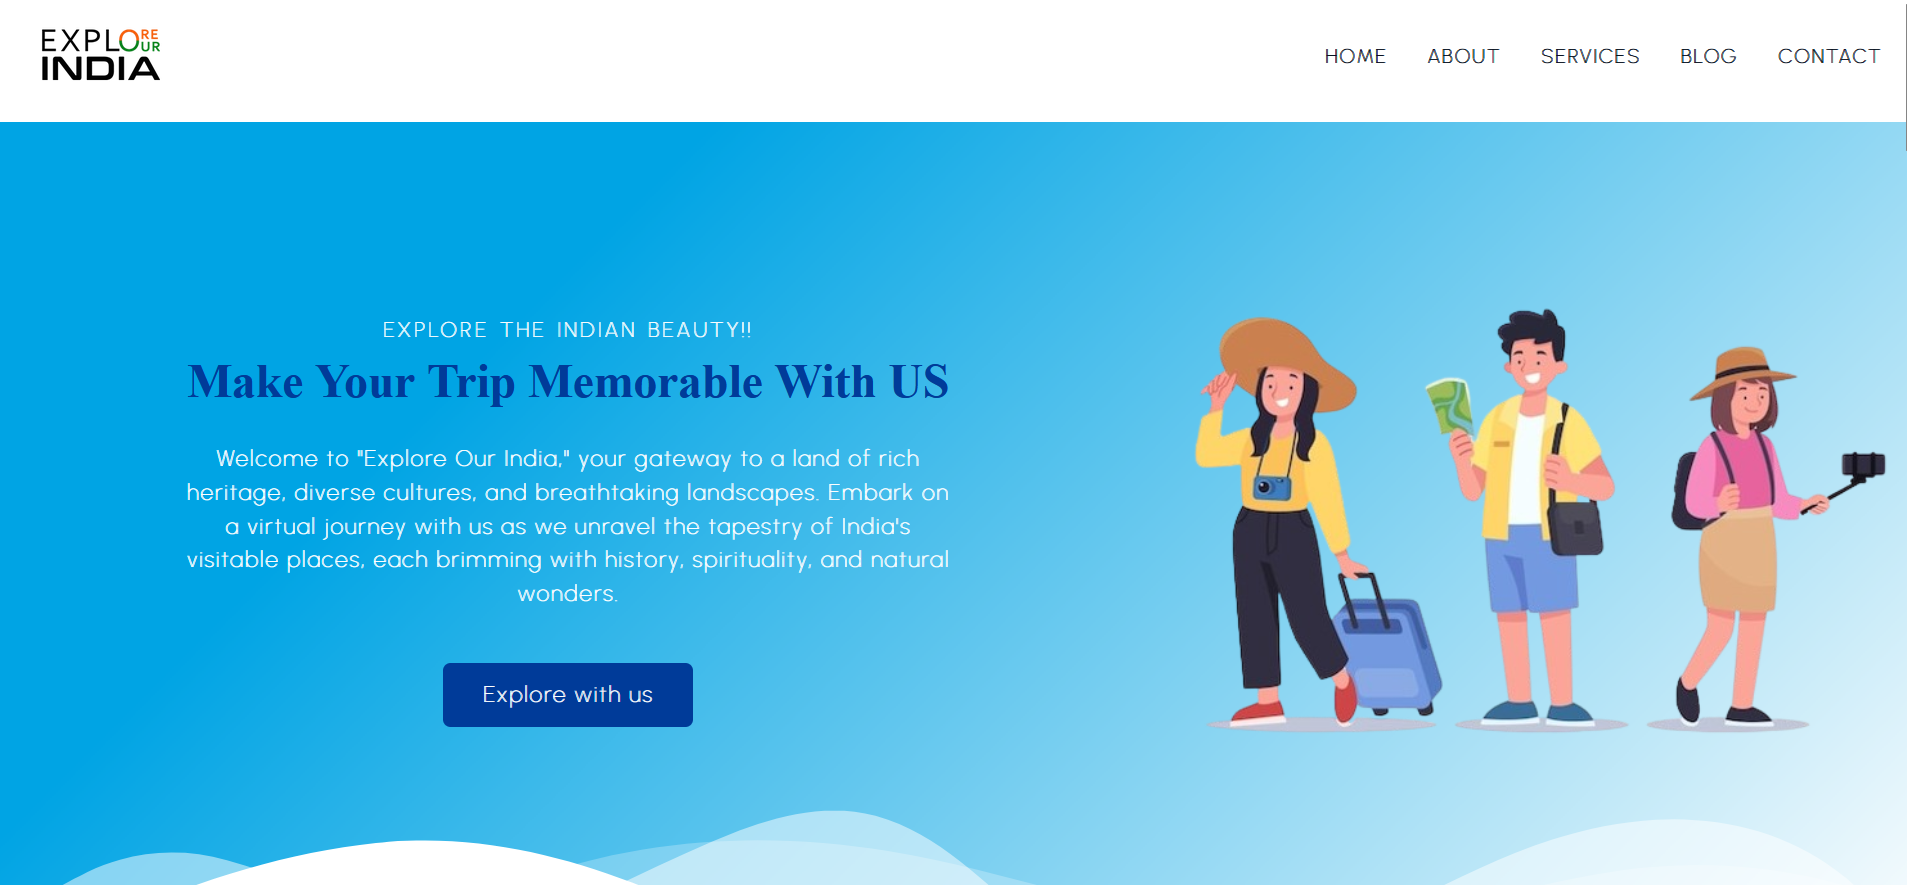 EXPLORE
OUR
INDIA
HOME ABOUT SERVICES BLOG CONTACT
EXPLORE THE INDIAN BEAUTY!!
Make Your Trip Memorable With US
Welcome to "Explore Our India," your gateway to a land of rich
heritage, diverse cultures, and breathtaking landscapes. Embark on
a virtual journey with us as we unravel the tapestry of India's
visitable places, each brimming with history, spirituality, and natural
wonders.
Explore with us